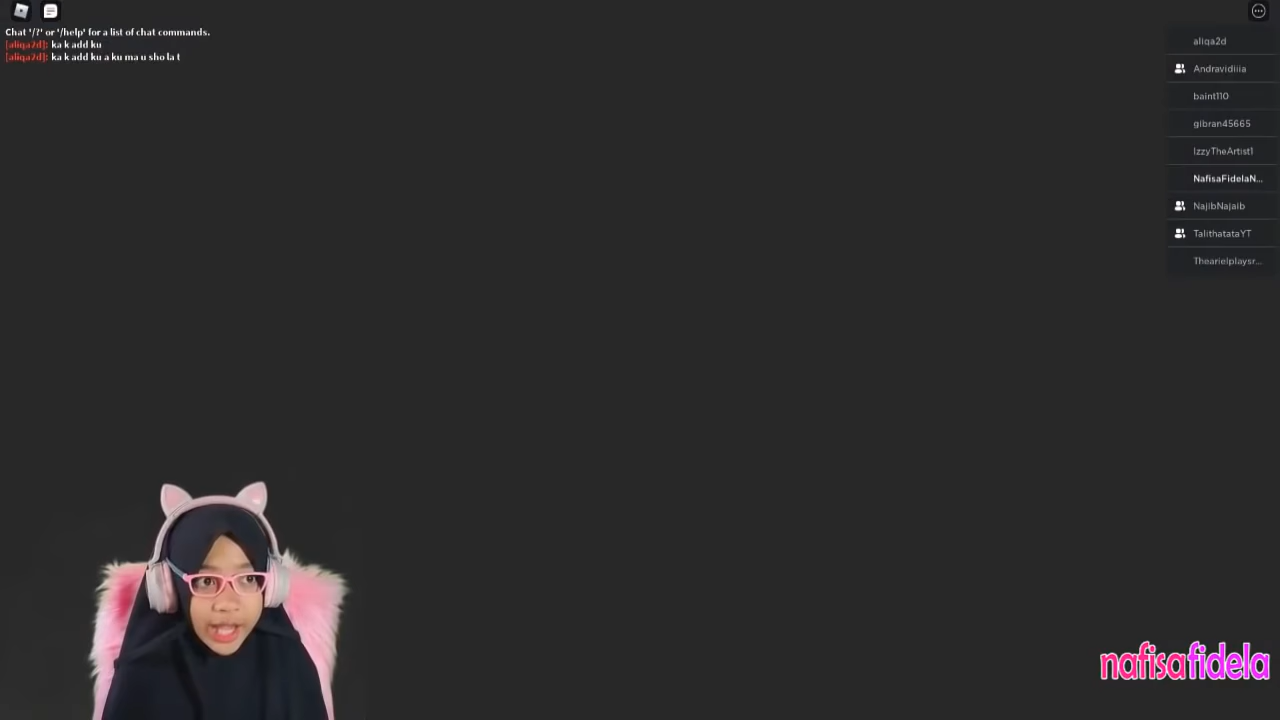 Chat '/?' or '/help' for a list of chat commands.
[aliqa2d]: ka k add ku
[aliqa2d]: ka k add ku a ku ma u sho la t
aliqa2d
Andravidiiia
baint110
gibran45665
IzzyTheArtist1
NafisaFidelaN...
NajibNajaib
TalithatataYT
Thearielplaysr...
nafisafidela